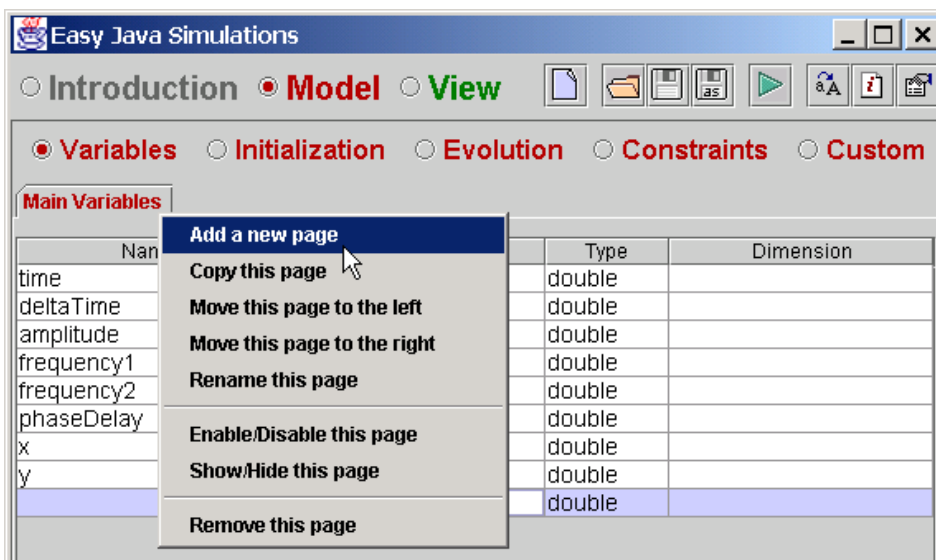 Easy Java Simulations
Introduction Model View
as aA i
Variables Initialization Evolution Constraints Custom
Main Variables
Nan Type Dimension
Add a new page
Copy this page
Move this page to the left
Move this page to the right
Rename this page
Enable/Disable this page
Show/Hide this page
Remove this page
time double
deltaTime double
amplitude double
frequency1 double
frequency2 double
phaseDelay double
x double
y double
double